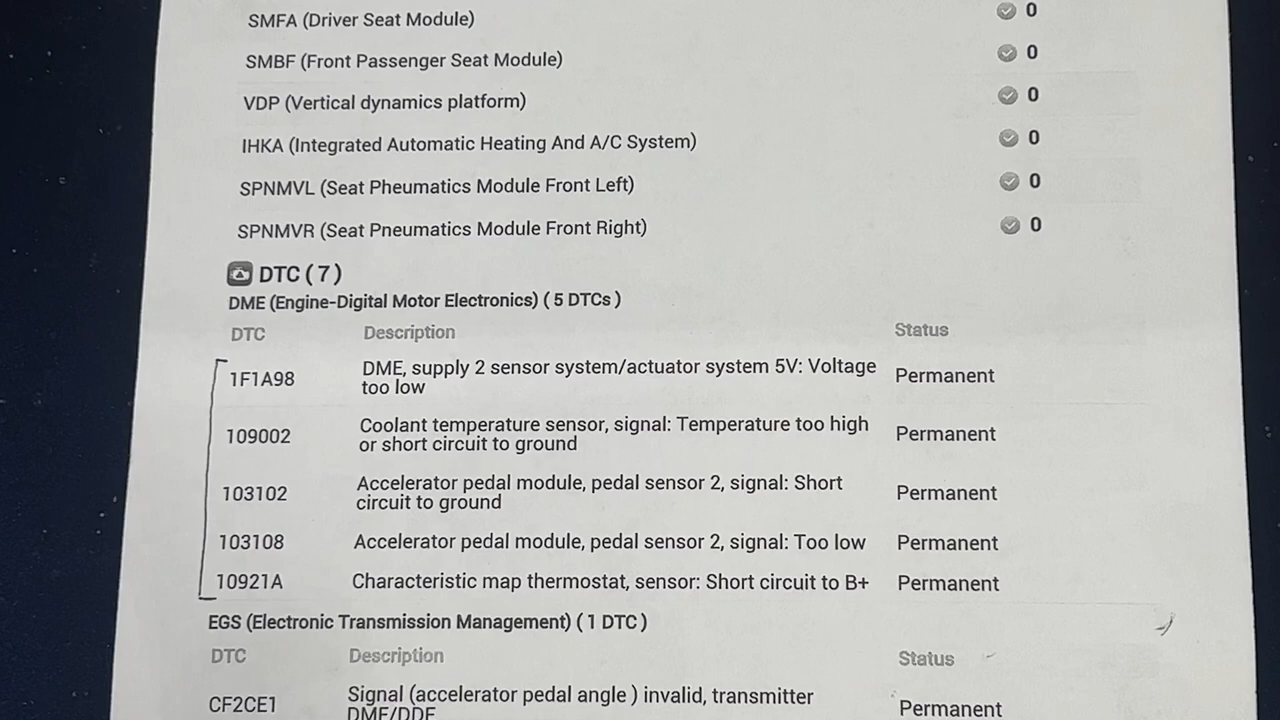 SMFA (Driver Seat Module) 0
SMBF (Front Passenger Seat Module) 0
VDP (Vertical dynamics platform) 0
IHKA (Integrated Automatic Heating And A/C System) 0
SPNMVL (Seat Pheumatics Module Front Left) 0
SPNMVR (Seat Pneumatics Module Front Right) 0
DTC ( 7 )
DME (Engine-Digital Motor Electronics) ( 5 DTCs )
DTC Description Status
1F1A98 DME, supply 2 sensor system/actuator system 5V: Voltage Permanent
too low
109002 Coolant temperature sensor, signal: Temperature too high Permanent
or short circuit to ground
103102 Accelerator pedal module, pedal sensor 2, signal: Short Permanent
circuit to ground
103108 Accelerator pedal module, pedal sensor 2, signal: Too low Permanent
10921A Characteristic map thermostat, sensor: Short circuit to B+ Permanent
EGS (Electronic Transmission Management) ( 1 DTC )
DTC Description Status
CF2CE1 Signal (accelerator pedal angle ) invalid, transmitter Permanent
DME/DDE